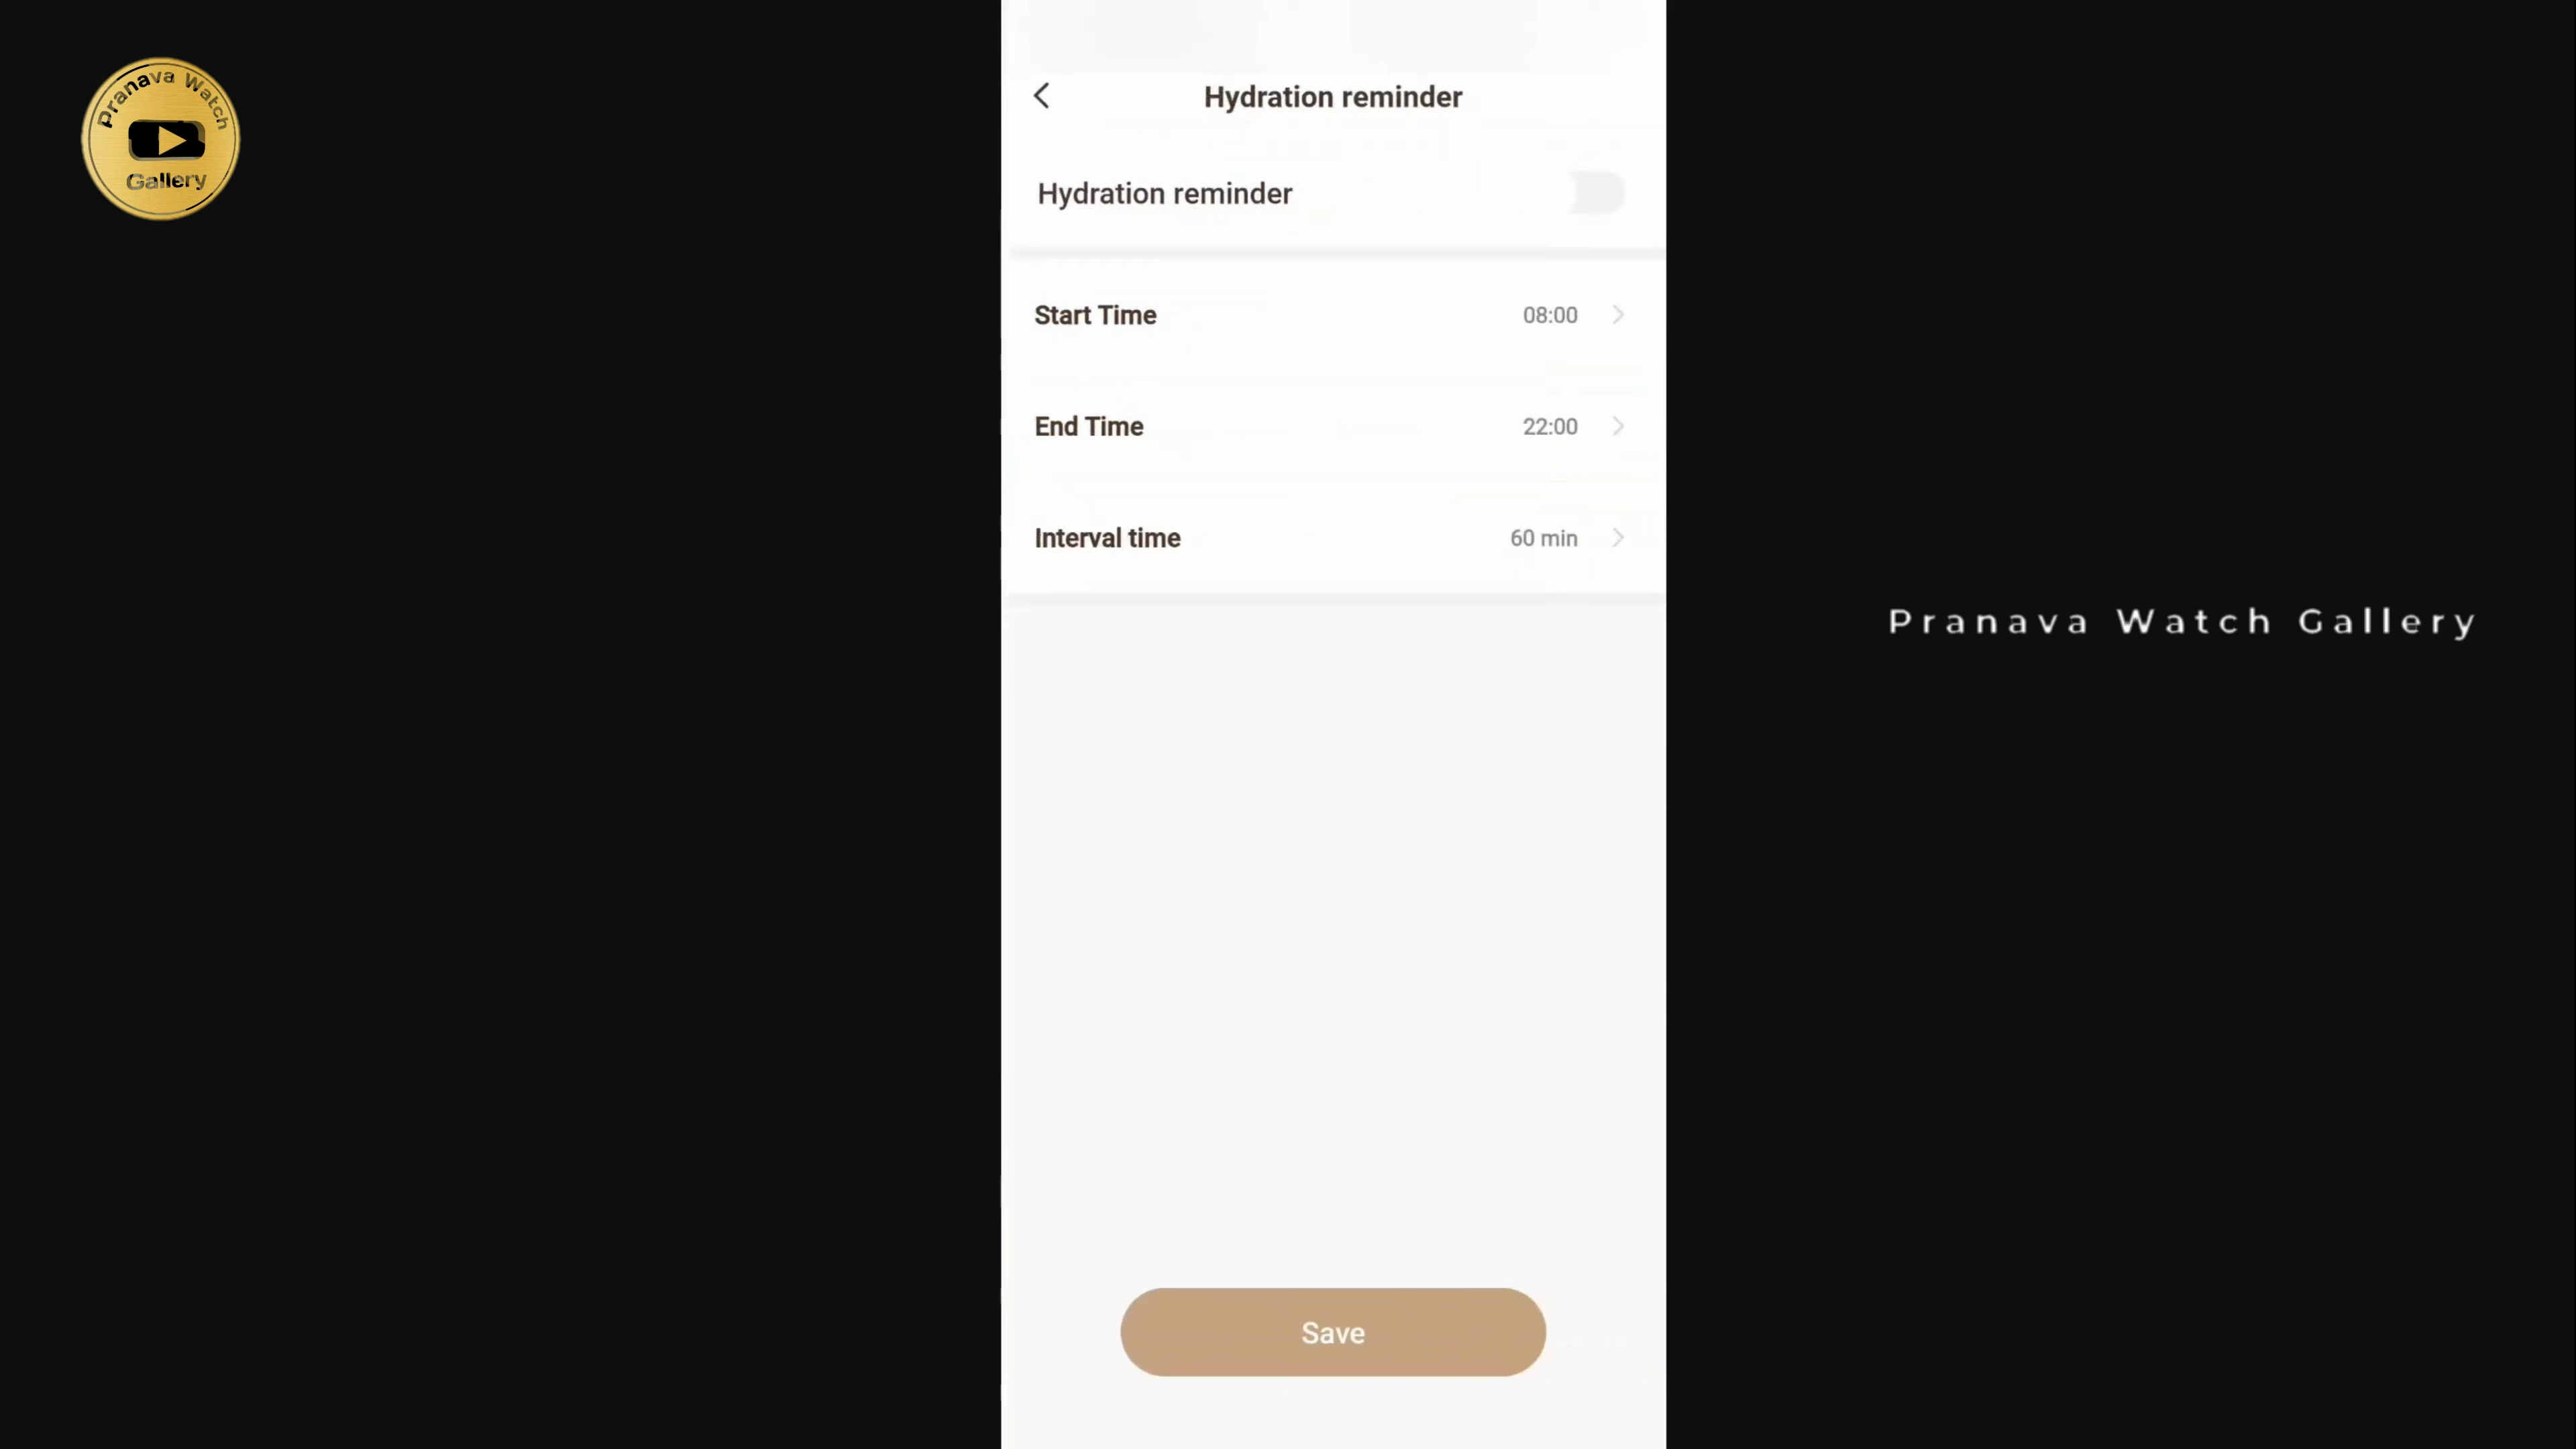 Pranava Watch
Gallery
Hydration reminder
Hydration reminder
Start Time 08:00
End Time 22:00
Interval time 60 min
Pranava Watch Gallery
Save